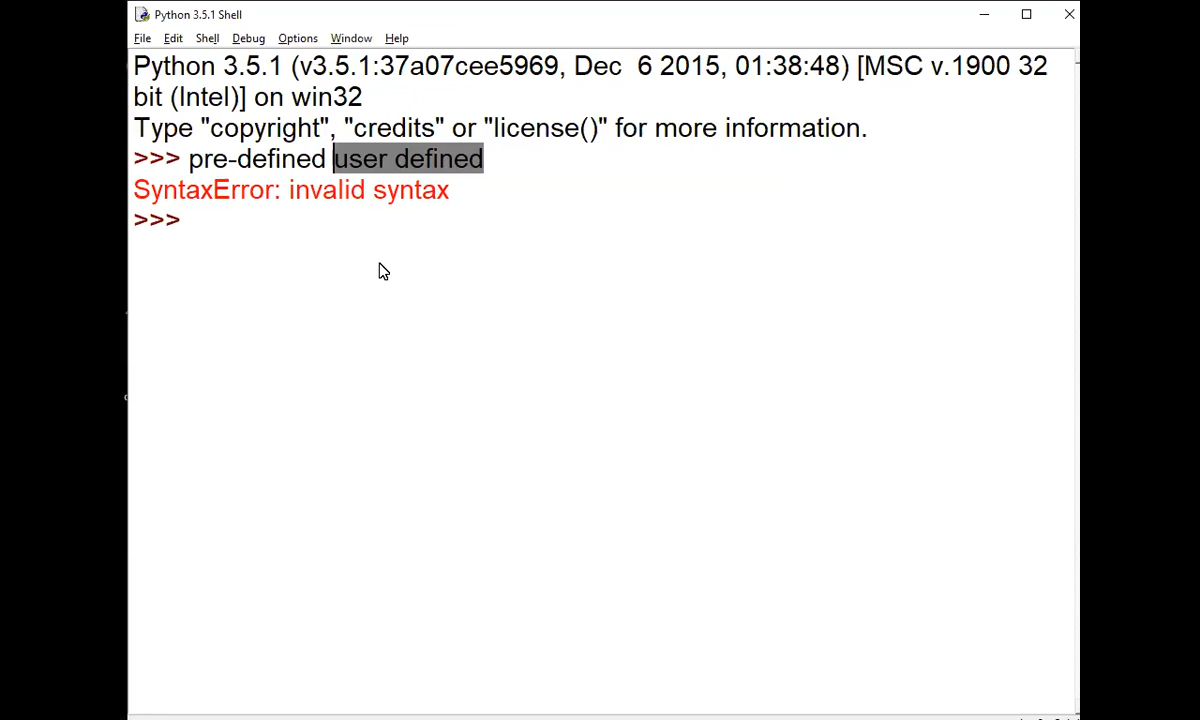 Python 3.5.1 Shell
File Edit Shell Debug Options Window Help
Python 3.5.1 (v3.5.1:37a07cee5969, Dec  6 2015, 01:38:48) [MSC v.1900 32
bit (Intel)] on win32
Type "copyright", "credits" or "license()" for more information.
>>> pre-defined user defined
SyntaxError: invalid syntax
>>>